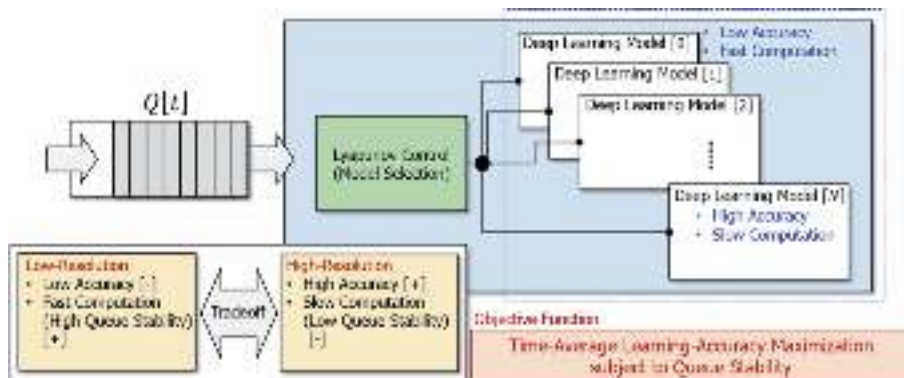 Q[t]
Lyapunov Control
(Model Selection)
Deep Learning Model [0]
• Low Accuracy
• Fast Computation
Deep Learning Model [1]
Deep Learning Model [2]
Deep Learning Model [N]
• High Accuracy
• Slow Computation
Low-Resolution
• Low Accuracy [-]
• Fast Computation
(High Queue Stability)
[+]
Tradeoff
High-Resolution
• High Accuracy [+]
• Slow Computation
(Low Queue Stability)
[-]
Objective Function
Time-Average Learning-Accuracy Maximization
subject to Queue Stability